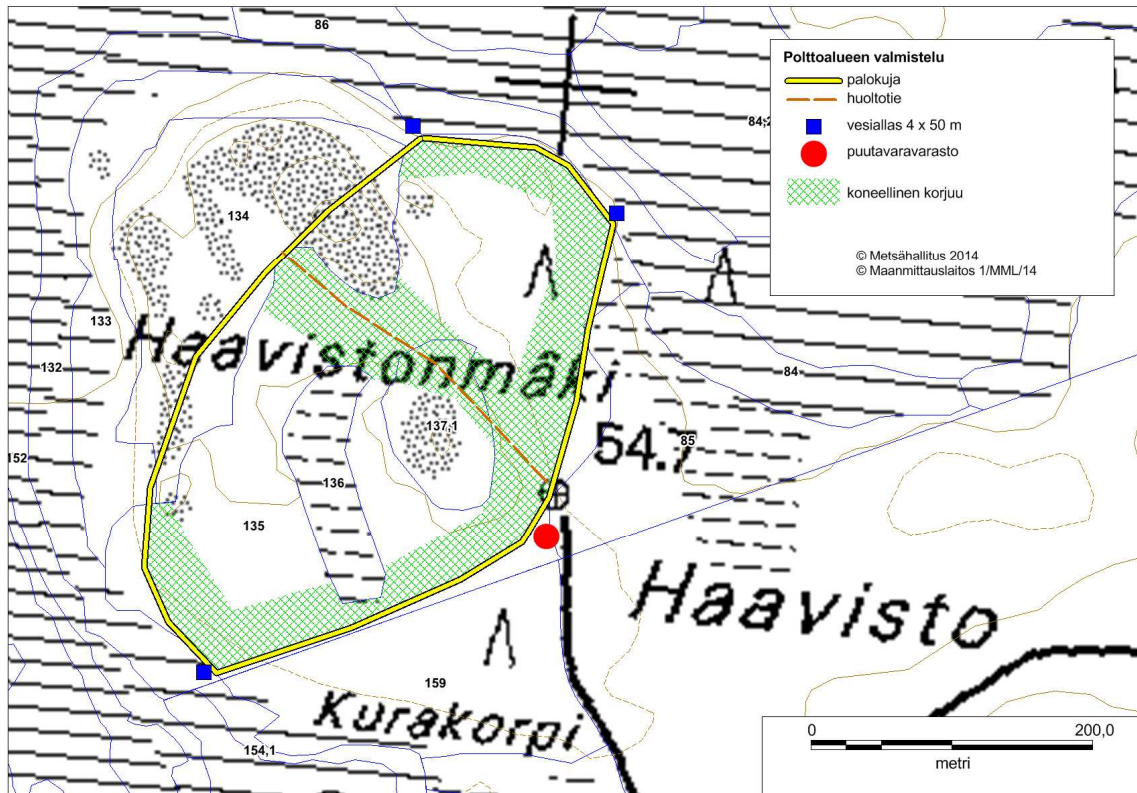 86
Polttoalueen valmistelu
palokuja
huoltotie
vesiallas 4 x 50 m
puutavaravarasto
koneellinen korjuu
© Metsähallitus 2014
© Maanmittauslaitos 1/MML/14
84,2
134
133
Haavistonmäki
132
84
137,1
54.7
85
152
136
135
Haavisto
159
Kurakorpi
154,1
0 200,0
metri